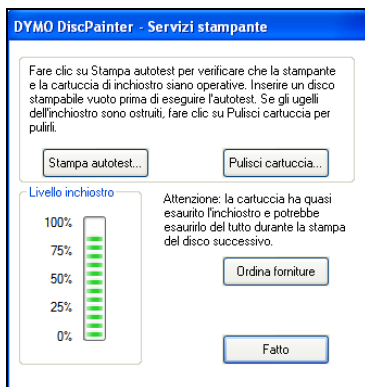 DYMO DiscPainter - Servizi stampante
Fare clic su Stampa autotest per verificare che la stampante
e la cartuccia di inchiostro siano operative. Inserire un disco
stampabile vuoto prima di eseguire l'autotest. Se gli ugelli
dell'inchiostro sono ostruiti, fare clic su Pulisci cartuccia per
pulirli.
Stampa autotest...
Pulisci cartuccia...
Livello inchiostro
100%
75%
50%
25%
0%
Attenzione: la cartuccia ha quasi
esaurito l'inchiostro e potrebbe
esaurirlo del tutto durante la stampa
del disco successivo.
Ordina forniture
Fatto